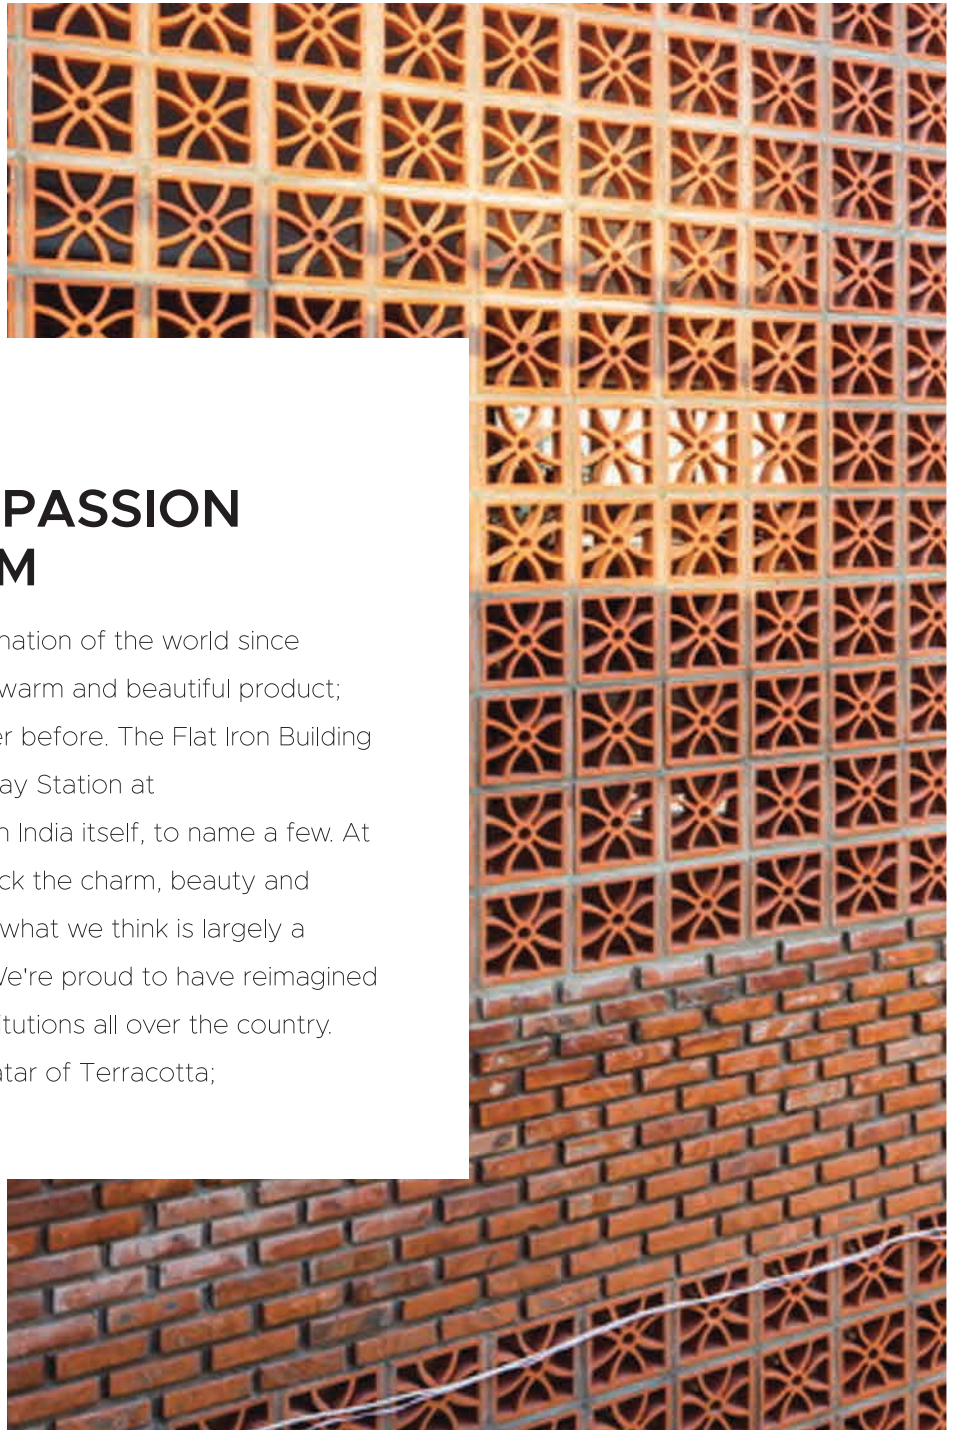 PASSION
M
nation of the world since
warm and beautiful product;
er before. The Flat Iron Building
ay Station at
n India itself, to name a few. At
ck the charm, beauty and
what we think is largely a
We're proud to have reimagined
itutions all over the country.
atar of Terracotta;